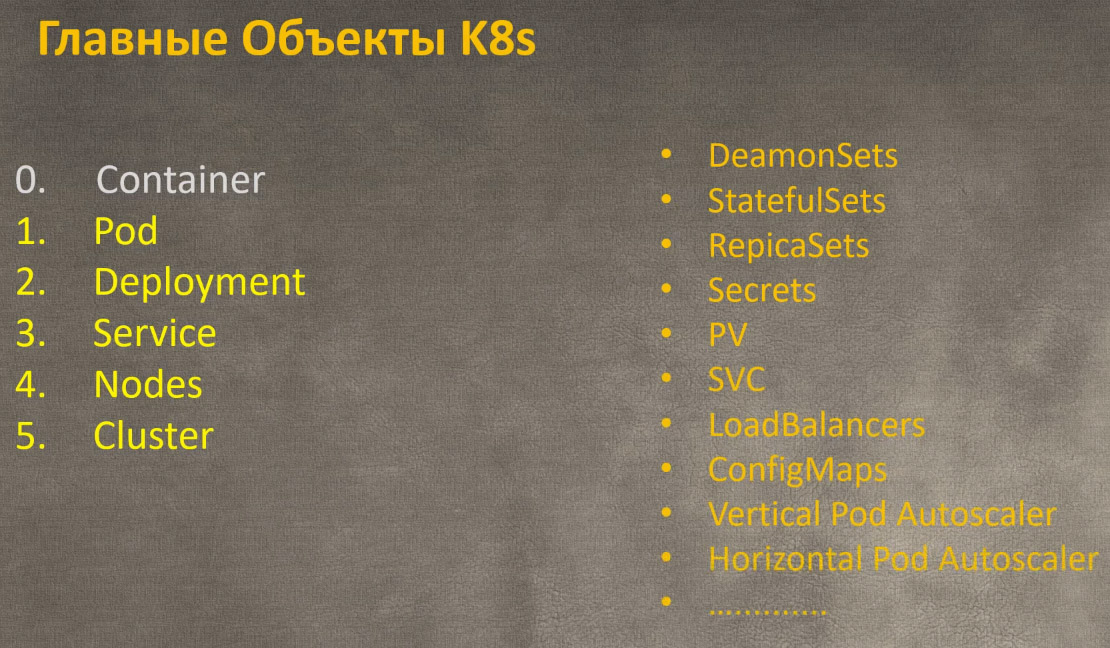 Главные Объекты K8s
0. Container
1. Pod
2. Deployment
3. Service
4. Nodes
5. Cluster
• DeamonSets
• StatefulSets
• RepicaSets
• Secrets
• PV
• SVC
• LoadBalancers
• ConfigMaps
• Vertical Pod Autoscaler
• Horizontal Pod Autoscaler
• .............